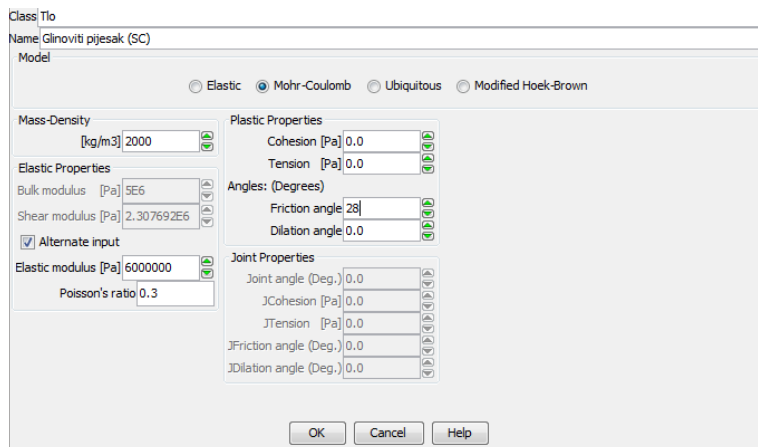 Class Tlo
Name Glinoviti pijesak (SC)
Model
Elastic Mohr-Coulomb Ubiquitous Modified Hoek-Brown
Mass-Density
[kg/m3] 2000
Elastic Properties
Bulk modulus [Pa] 5E6
Shear modulus [Pa] 2.307692E6
Alternate input
Elastic modulus [Pa] 6000000
Poisson's ratio 0.3
Plastic Properties
Cohesion [Pa] 0.0
Tension [Pa] 0.0
Angles: (Degrees)
Friction angle 28
Dilation angle 0.0
Joint Properties
Joint angle (Deg.) 0.0
JCohesion [Pa] 0.0
JTension [Pa] 0.0
JFriction angle (Deg.) 0.0
JDilation angle (Deg.) 0.0
OK Cancel Help